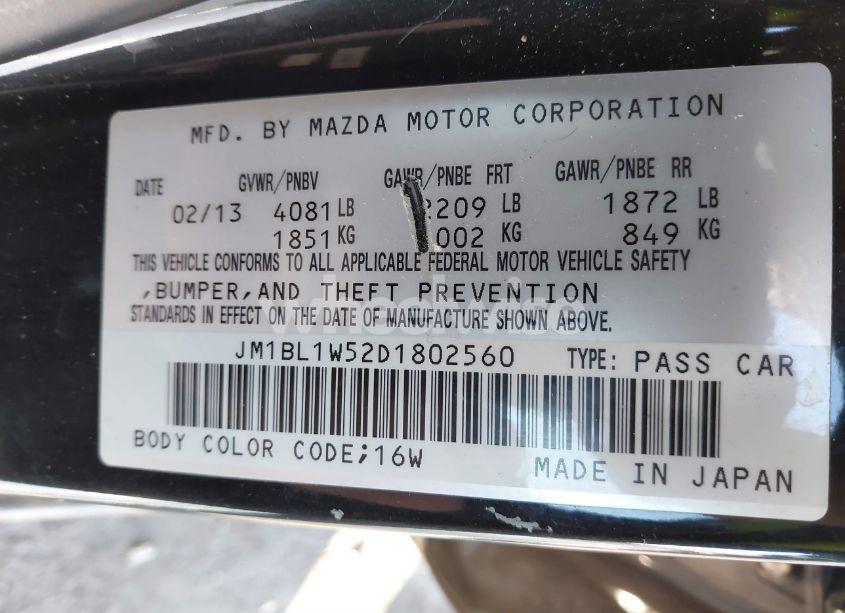 MFD. BY MAZDA MOTOR CORPORATION
DATE GVWR/PNBV GAWR/PNBE FRT GAWR/PNBE RR
02/13 4081 LB 2209 LB 1872 LB
1851 KG 002 KG 849 KG
THIS VEHICLE CONFORMS TO ALL APPLICABLE FEDERAL MOTOR VEHICLE SAFETY
,BUMPER,AND THEFT PREVENTION
STANDARDS IN EFFECT ON THE DATE OF MANUFACTURE SHOWN ABOVE.
JM1BL1W52D1802560 TYPE: PASS CAR
BODY COLOR CODE;16W
MADE IN JAPAN